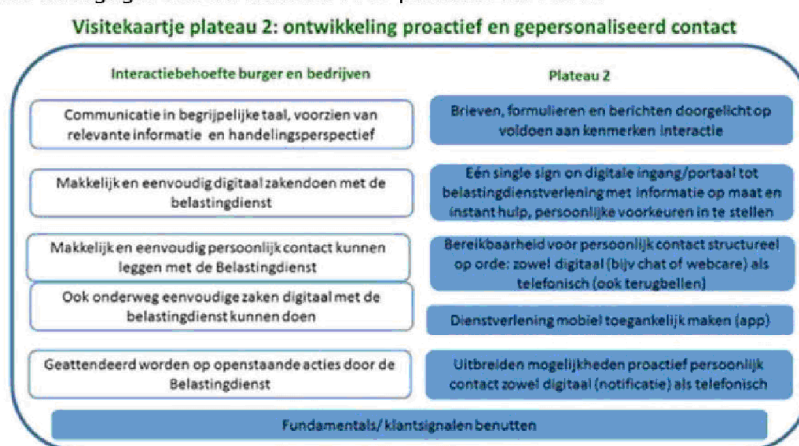 Visitekaartje plateau 2: ontwikkeling proactief en gepersonaliseerd contact
Interactiebehoefte burger en bedrijven
Plateau 2
Communicatie in begrijpelijke taal, voorzien van
relevante informatie en handelingsperspectief
Brieven, formulieren en berichten doorgelicht op
voldoen aan kenmerken interactie
Makkelijk en eenvoudig digitaal zakendoen met de
belastingdienst
Eén single sign on digitale ingang/portaal tot
belastingdienstverlening met informatie op maat en
instant hulp, persoonlijke voorkeuren in te stellen
Makkelijk en eenvoudig persoonlijk contact kunnen
leggen met de Belastingdienst
Bereikbaarheid voor persoonlijk contact structureel
op orde: zowel digitaal (bijv chat of webcare) als
telefonisch (ook terugbellen)
Ook onderweg eenvoudige zaken digitaal met de
belastingdienst kunnen doen
Dienstverlening mobiel toegankelijk maken (app)
Geattendeerd worden op openstaande acties door de
Belastingdienst
Uitbreiden mogelijkheden proactief persoonlijk
contact zowel digitaal (notificatie) als telefonisch
Fundamentals/ klantsignalen benutten